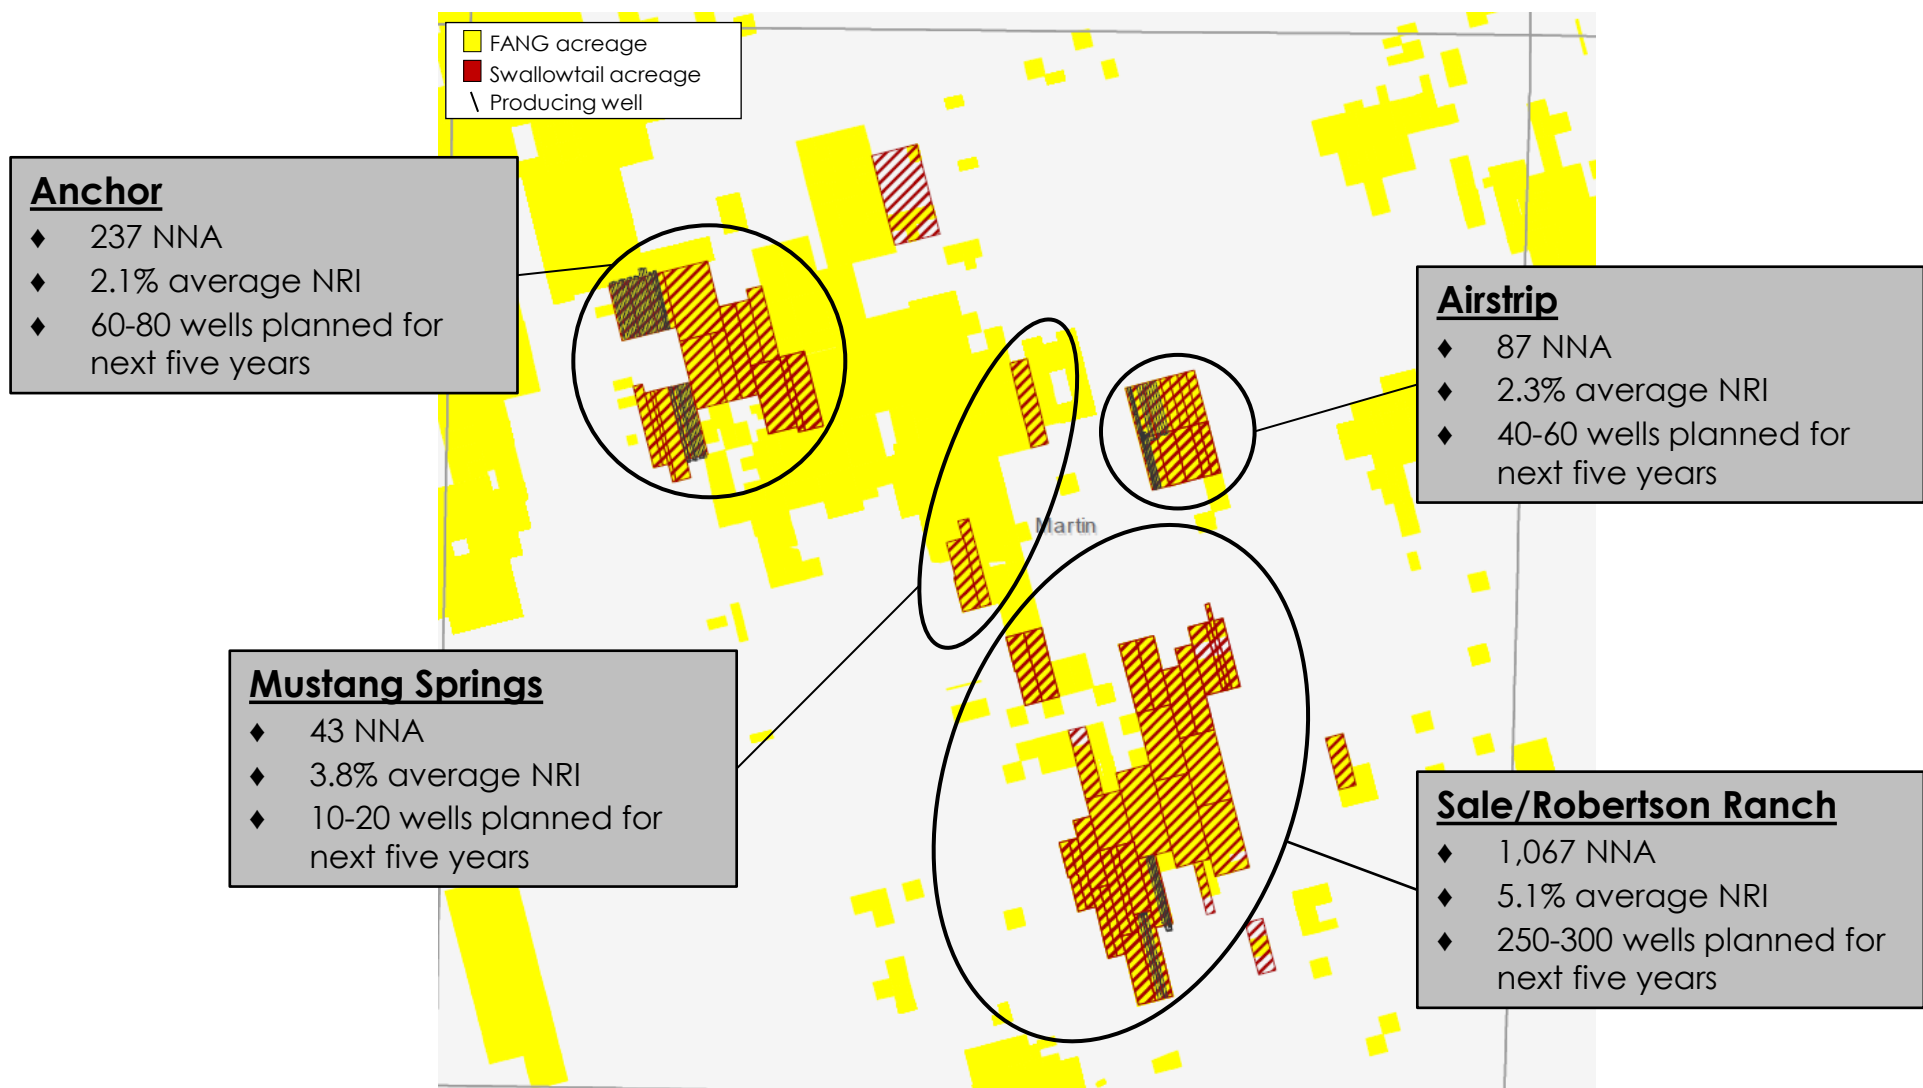 FANG acreage
Swallowtail acreage
\ Producing well
Anchor
♦ 237 NNA
♦ 2.1% average NRI
♦ 60-80 wells planned for
next five years
Airstrip
♦ 87 NNA
♦ 2.3% average NRI
♦ 40-60 wells planned for
next five years
Martin
Mustang Springs
♦ 43 NNA
♦ 3.8% average NRI
♦ 10-20 wells planned for
next five years
Sale/Robertson Ranch
♦ 1,067 NNA
♦ 5.1% average NRI
♦ 250-300 wells planned for
next five years